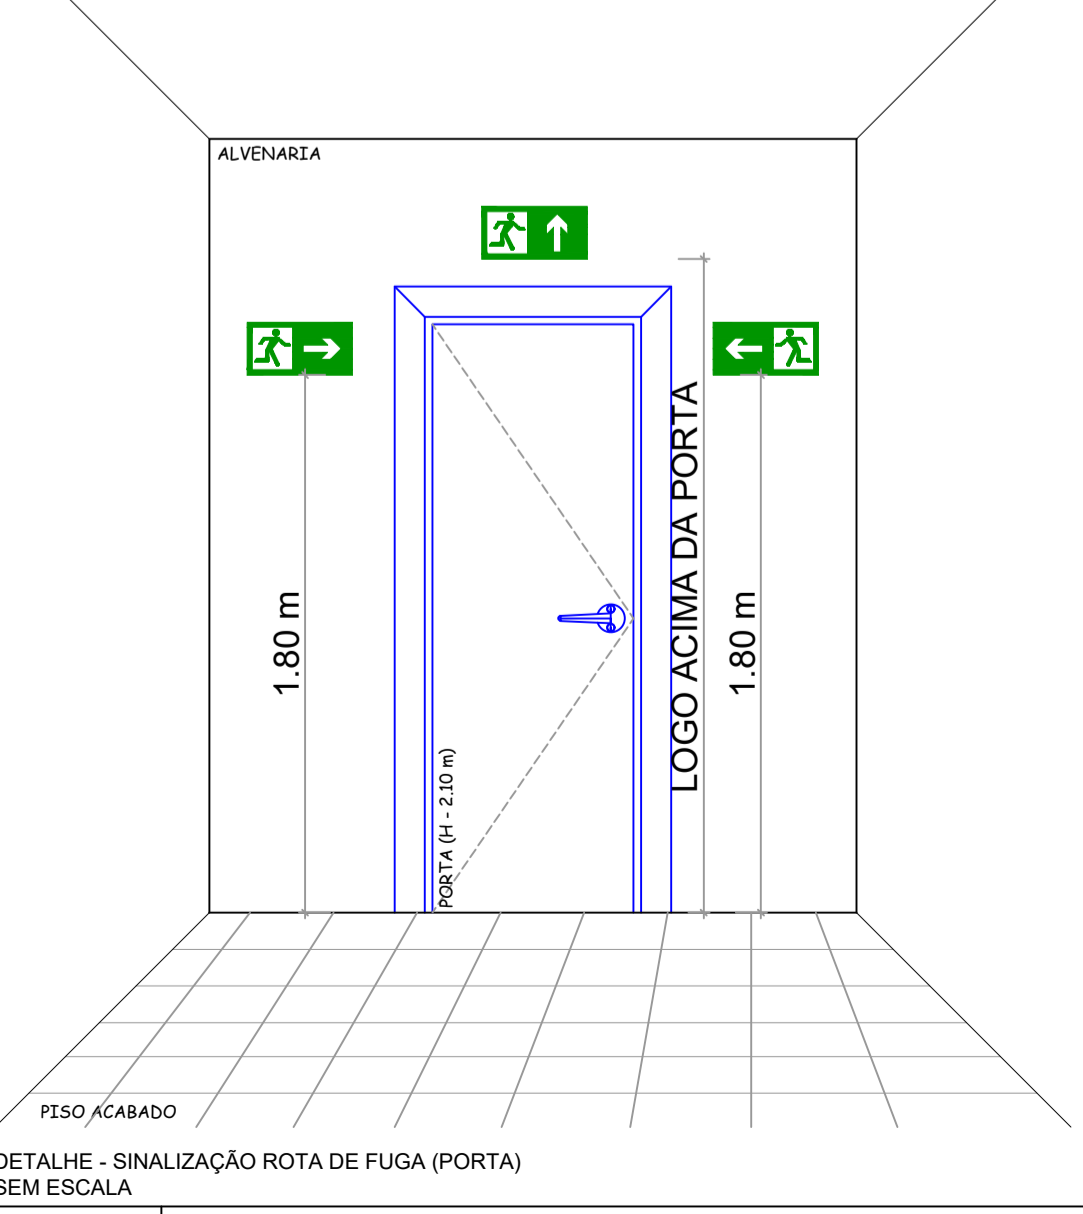 ALVENARIA
LOGO ACIMA DA PORTA
1.80 m
1.80 m
PORTA (H - 2.10 m)
PISO ACABADO
DETALHE - SINALIZAÇÃO ROTA DE FUGA (PORTA)
SEM ESCALA